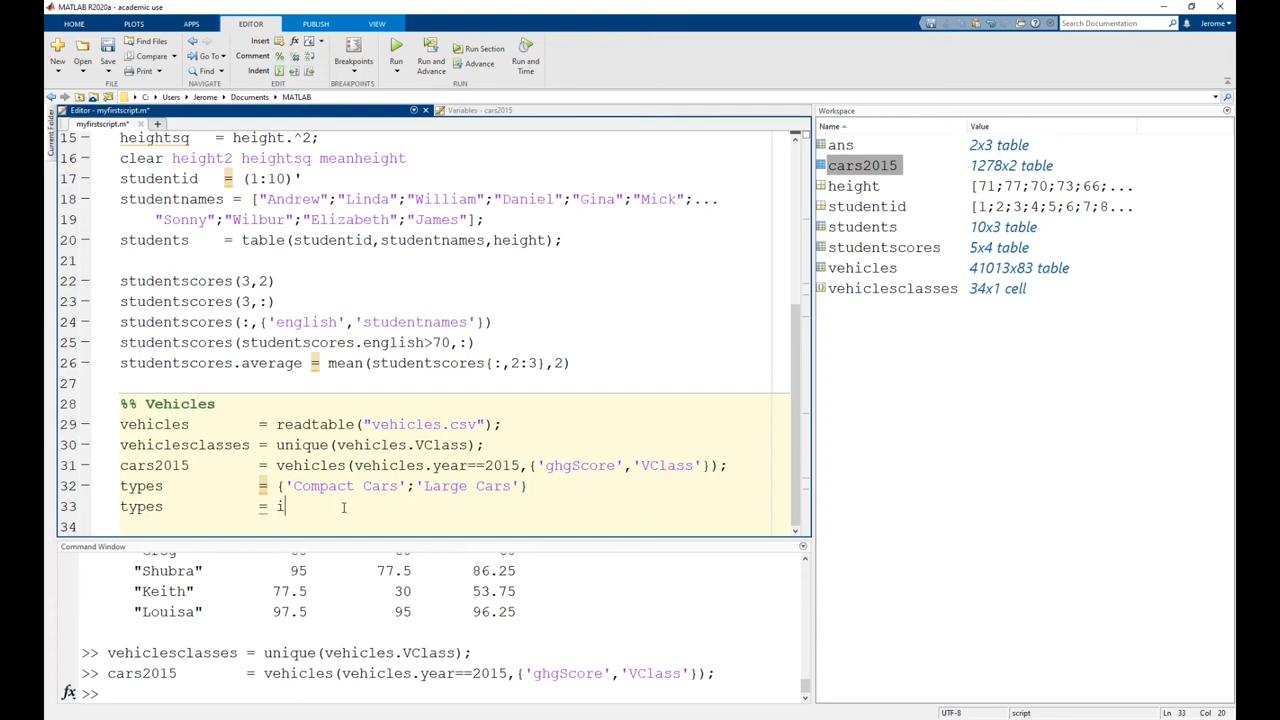 MATLAB R2020a - academic use
HOME PLOTS APPS EDITOR PUBLISH VIEW Search Documentation Jerome
New Open Save Find Files Compare Print Go To Find Insert Comment Indent Breakpoints Run Run and Advance Run Section Advance Run and Time
FILE NAVIGATE EDIT BREAKPOINTS RUN
C: Users Jerome Documents MATLAB
Current Folder
Editor - myfirstscript.m* Variables - cars2015
myfirstscript.m*
15 heightsq = height.^2;
16 clear height2 heightsq meanheight
17 studentid = (1:10)'
18 studentnames = ["Andrew";"Linda";"William";"Daniel";"Gina";"Mick";...
19 "Sonny";"Wilbur";"Elizabeth";"James"];
20 students = table(studentid,studentnames,height);
21
22 studentscores(3,2)
23 studentscores(3,:)
24 studentscores(:,{'english','studentnames'})
25 studentscores(studentscores.english>70,:)
26 studentscores.average = mean(studentscores{:,2:3},2)
27
28 %% Vehicles
29 vehicles = readtable("vehicles.csv");
30 vehiclesclasses = unique(vehicles.VClass);
31 cars2015 = vehicles(vehicles.year==2015,{'ghgScore','VClass'});
32 types = {'Compact Cars';'Large Cars'}
33 types = i
34
Command Window
"Shubra" 95 77.5 86.25
"Keith" 77.5 30 53.75
"Louisa" 97.5 95 96.25
>> vehiclesclasses = unique(vehicles.VClass);
>> cars2015 = vehicles(vehicles.year==2015,{'ghgScore','VClass'});
fx >>
Workspace
Name Value
ans 2x3 table
cars2015 1278x2 table
height [71;77;70;73;66;...
studentid [1;2;3;4;5;6;7;8...
students 10x3 table
studentscores 5x4 table
vehicles 41013x83 table
vehiclesclasses 34x1 cell
UTF-8 script Ln 33 Col 20